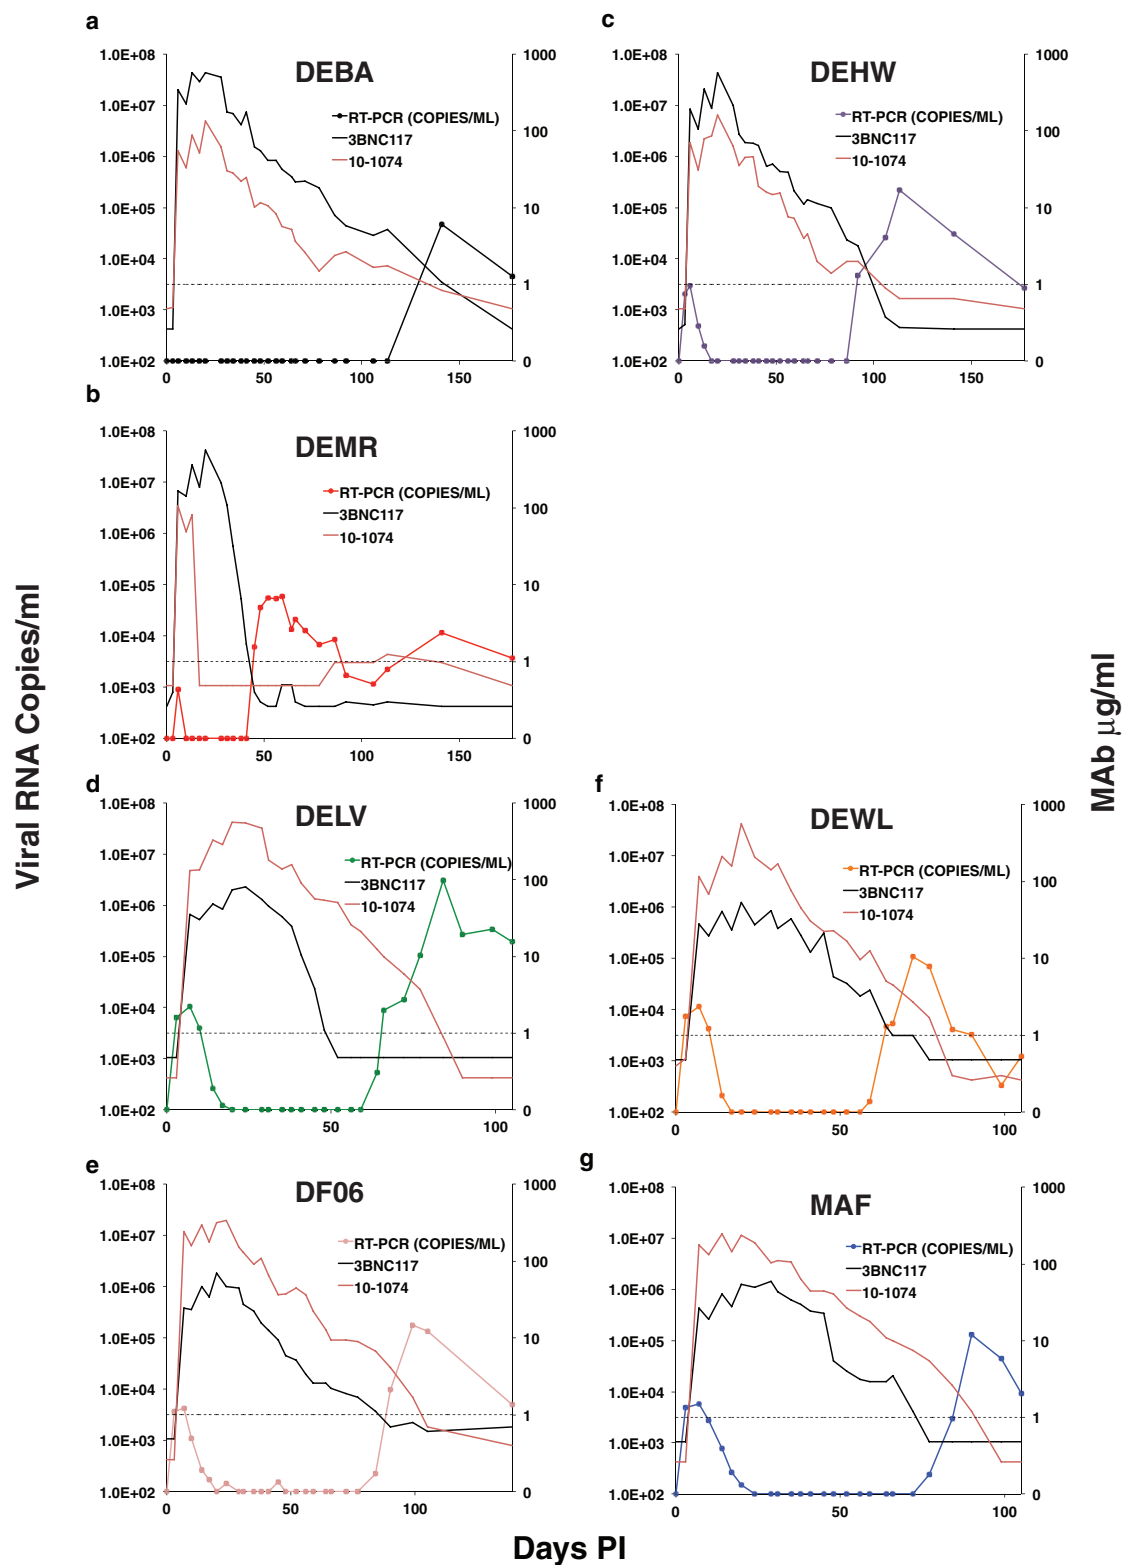 a
DEBA
1.0E+08
1.0E+07
1.0E+06
1.0E+05
1.0E+04
1.0E+03
1.0E+02
1000
100
10
1
0
RT-PCR (COPIES/ML)
3BNC117
10-1074
0 50 100 150
c
DEHW
1.0E+08
1.0E+07
1.0E+06
1.0E+05
1.0E+04
1.0E+03
1.0E+02
1000
100
10
1
0
RT-PCR (COPIES/ML)
3BNC117
10-1074
0 50 100 150
b
DEMR
1.0E+08
1.0E+07
1.0E+06
1.0E+05
1.0E+04
1.0E+03
1.0E+02
1000
100
10
1
0
RT-PCR (COPIES/ML)
3BNC117
10-1074
0 50 100 150
Viral RNA Copies/ml
MAb μg/ml
d
DELV
1.0E+08
1.0E+07
1.0E+06
1.0E+05
1.0E+04
1.0E+03
1.0E+02
1000
100
10
1
0
RT-PCR (COPIES/ML)
3BNC117
10-1074
0 50 100
f
DEWL
1.0E+08
1.0E+07
1.0E+06
1.0E+05
1.0E+04
1.0E+03
1.0E+02
1000
100
10
1
0
RT-PCR (COPIES/ML)
3BNC117
10-1074
0 50 100
e
DF06
1.0E+08
1.0E+07
1.0E+06
1.0E+05
1.0E+04
1.0E+03
1.0E+02
1000
100
10
1
0
RT-PCR (COPIES/ML)
3BNC117
10-1074
0 50 100
g
MAF
1.0E+08
1.0E+07
1.0E+06
1.0E+05
1.0E+04
1.0E+03
1.0E+02
1000
100
10
1
0
RT-PCR (COPIES/ML)
3BNC117
10-1074
0 50 100
Days PI